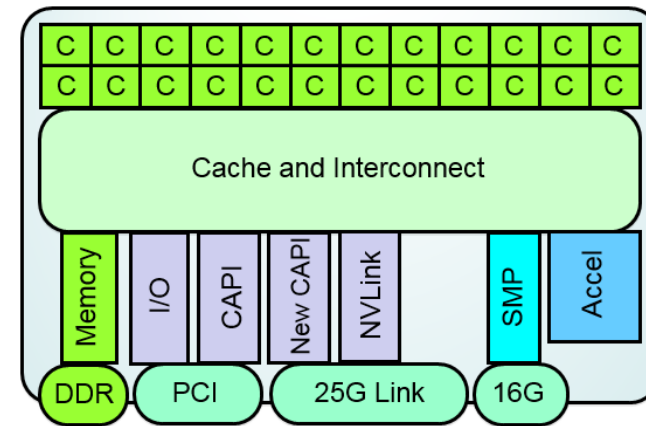 C C C C C C C C C C C C
C C C C C C C C C C C C
Cache and Interconnect
Memory
I/O
CAPI
New CAPI
NVLink
SMP
Accel
DDR
PCI
25G Link
16G